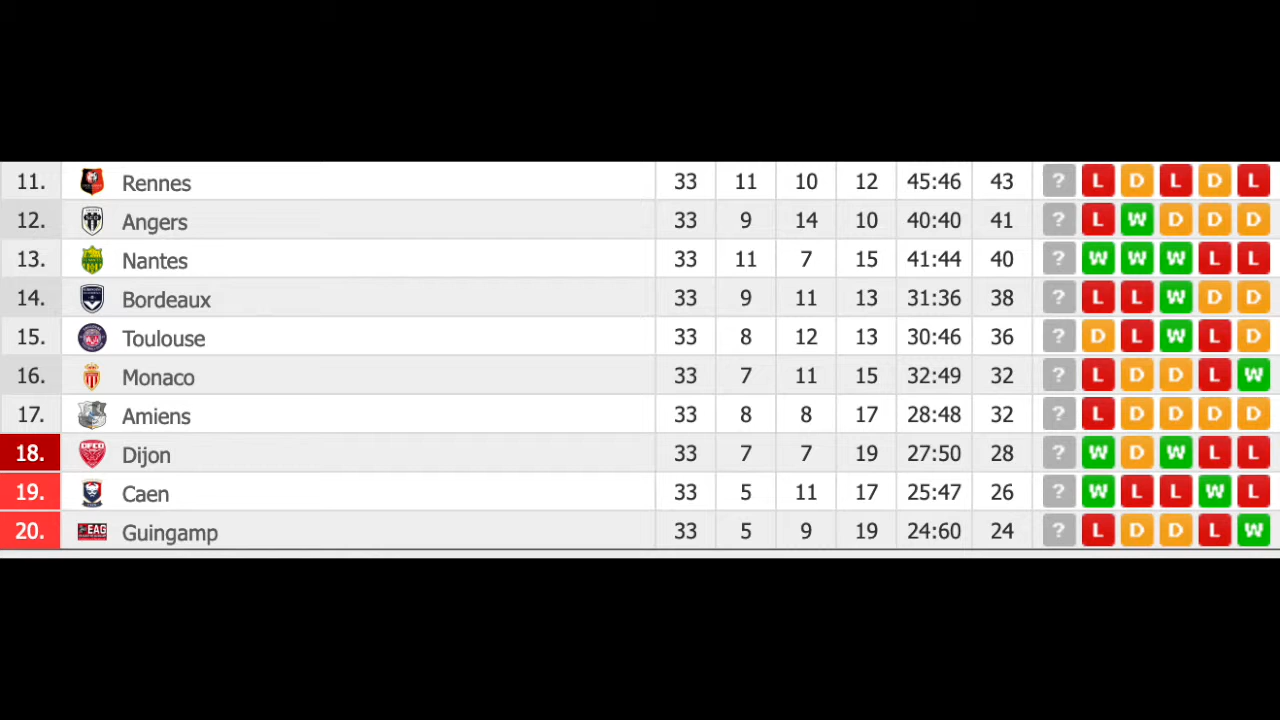 11. Rennes 33 11 10 12 45:46 43 ? L D L D L
12. Angers 33 9 14 10 40:40 41 ? L W D D D
13. Nantes 33 11 7 15 41:44 40 ? W W W L L
14. Bordeaux 33 9 11 13 31:36 38 ? L L W D D
15. Toulouse 33 8 12 13 30:46 36 ? D L W L D
16. Monaco 33 7 11 15 32:49 32 ? L D D L W
17. Amiens 33 8 8 17 28:48 32 ? L D D D D
18. DFCO Dijon 33 7 7 19 27:50 28 ? W D W L L
19. Caen 33 5 11 17 25:47 26 ? W L L W L
20. EAG Guingamp 33 5 9 19 24:60 24 ? L D D L W